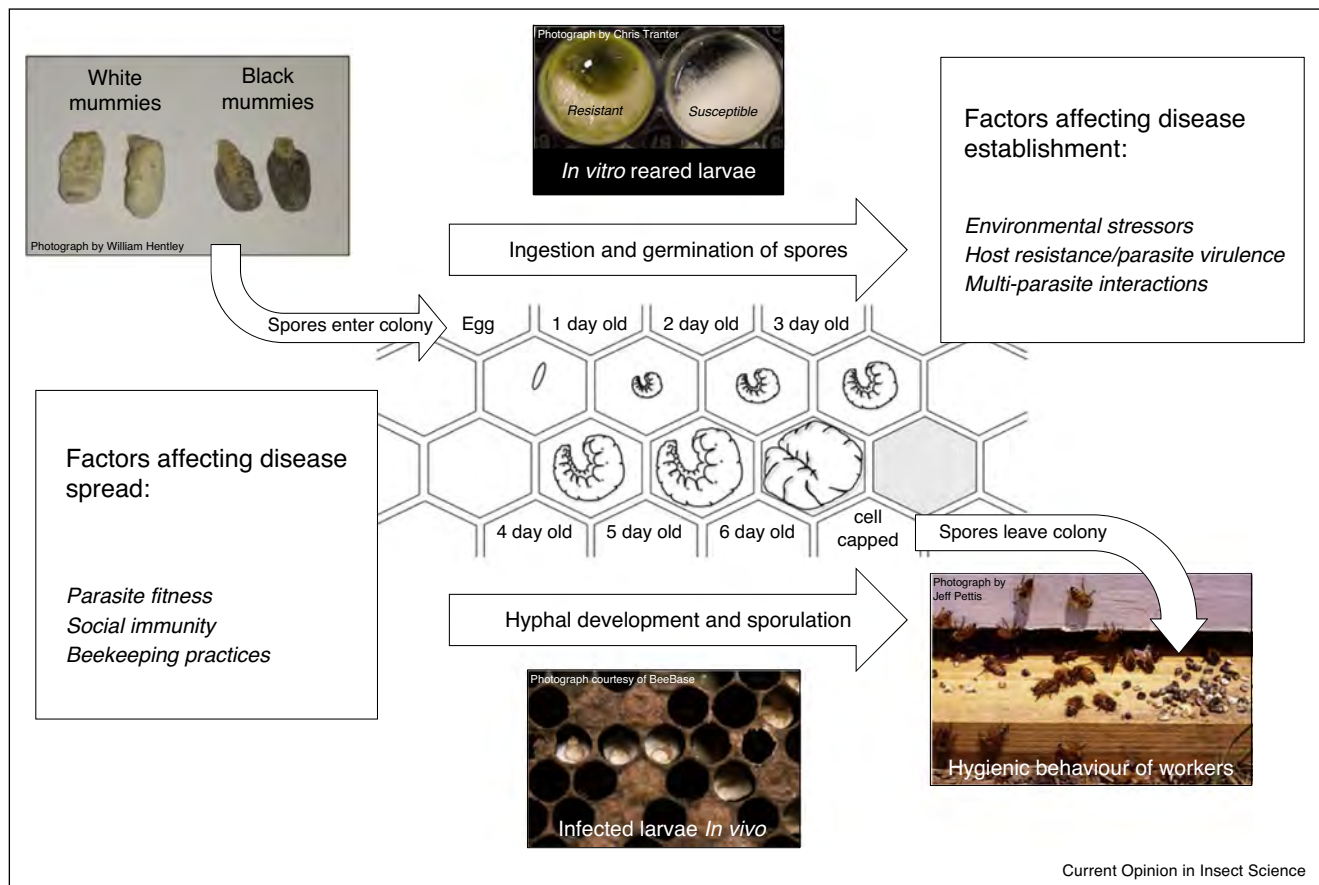 White
mummies
Black
mummies
Photograph by William Hentley
Photograph by Chris Tranter
Resistant
Susceptible
In vitro reared larvae
Factors affecting disease
establishment:
Environmental stressors
Host resistance/parasite virulence
Multi-parasite interactions
Ingestion and germination of spores
Spores enter colony
Egg
1 day old
2 day old
3 day old
Factors affecting disease
spread:
Parasite fitness
Social immunity
Beekeeping practices
4 day old
5 day old
6 day old
cell
capped
Spores leave colony
Hyphal development and sporulation
Photograph by
Jeff Pettis
Hygienic behaviour of workers
Photograph courtesy of BeeBase
Infected larvae In vivo
Current Opinion in Insect Science